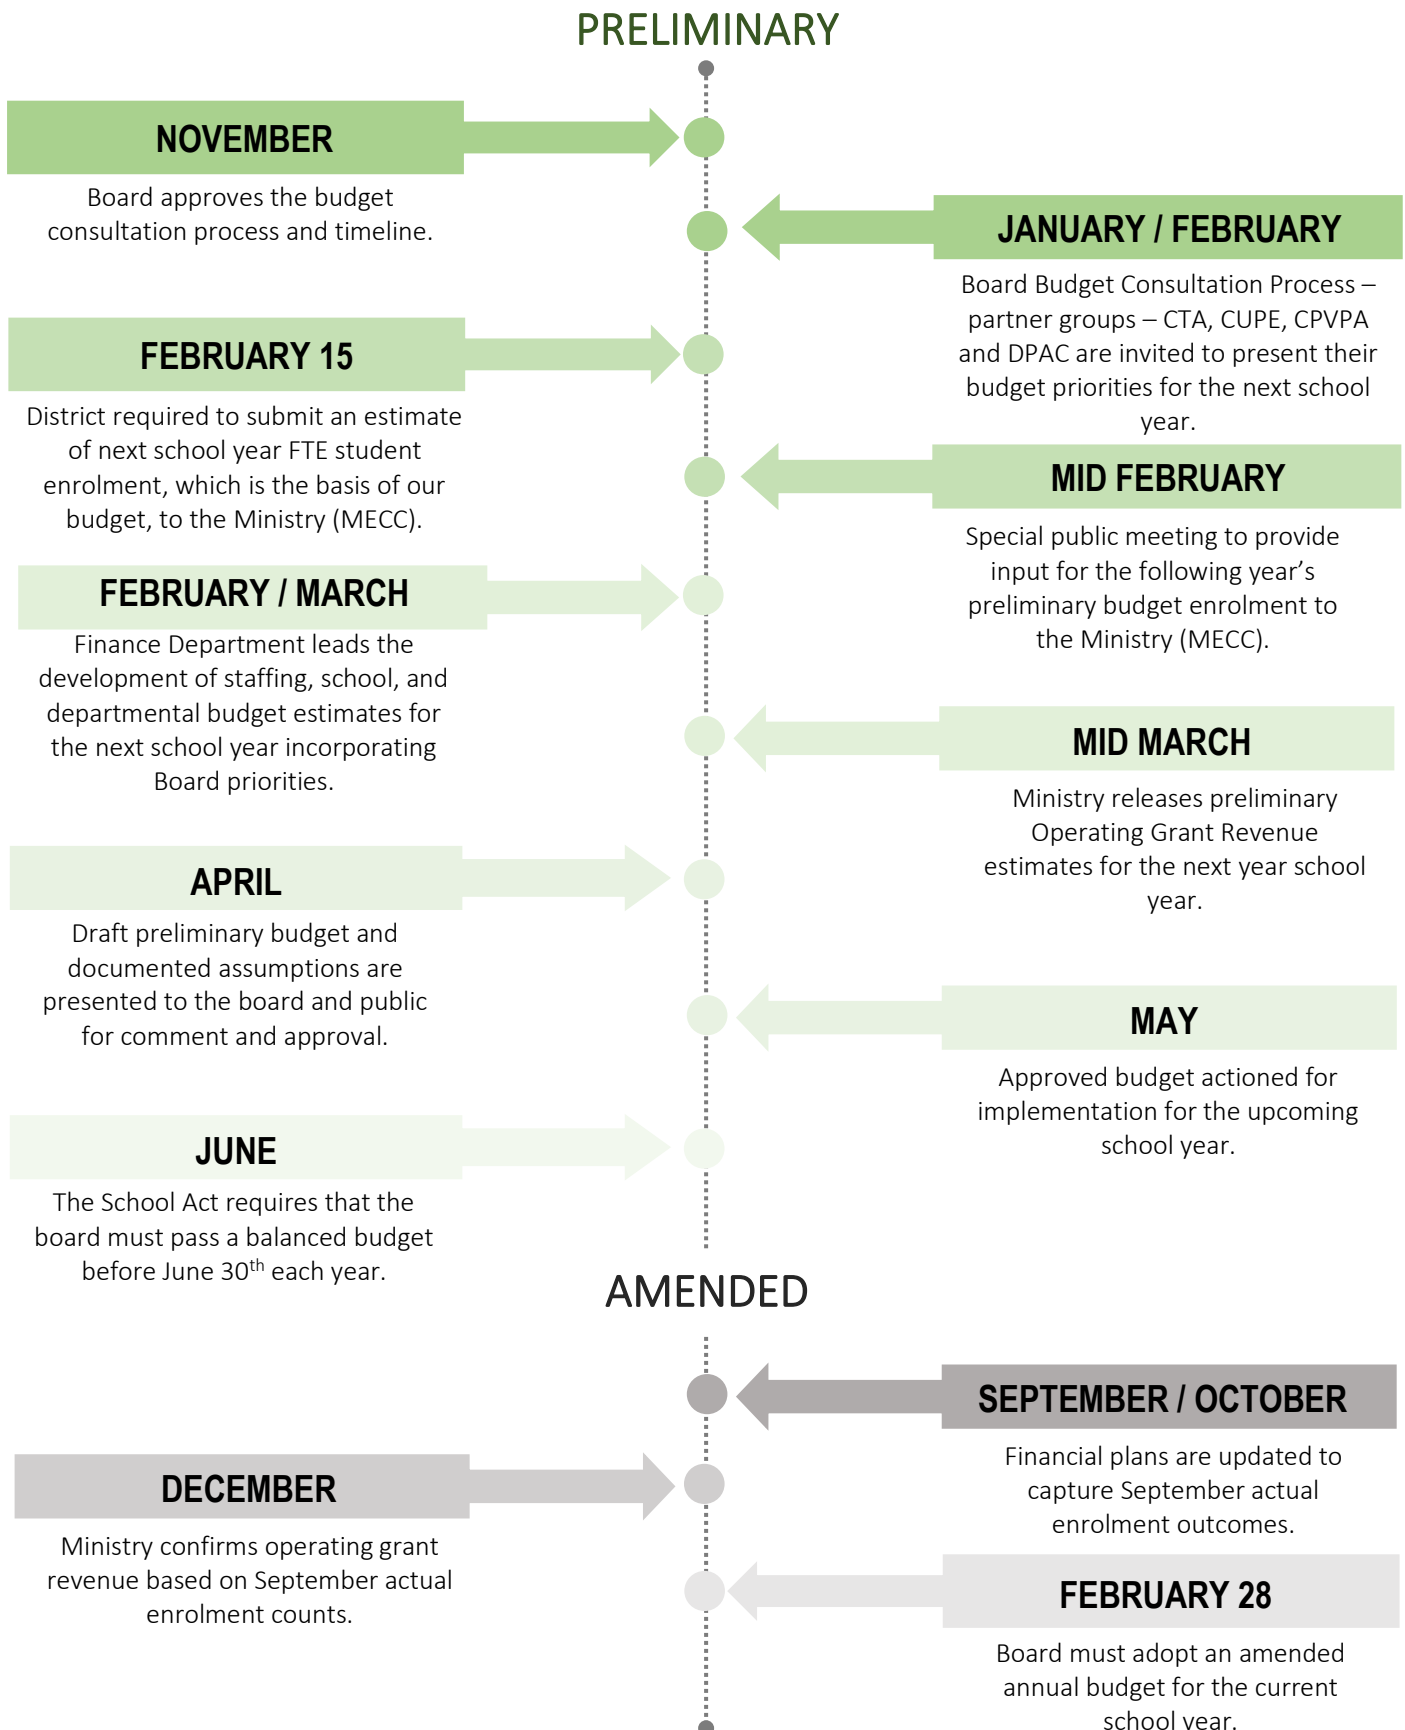 PRELIMINARY
NOVEMBER
Board approves the budget
consultation process and timeline.
JANUARY / FEBRUARY
Board Budget Consultation Process –
partner groups – CTA, CUPE, CPVPA
and DPAC are invited to present their
budget priorities for the next school
year.
FEBRUARY 15
District required to submit an estimate
of next school year FTE student
enrolment, which is the basis of our
budget, to the Ministry (MECC).
MID FEBRUARY
Special public meeting to provide
input for the following year’s
preliminary budget enrolment to
the Ministry (MECC).
FEBRUARY / MARCH
Finance Department leads the
development of staffing, school, and
departmental budget estimates for
the next school year incorporating
Board priorities.
MID MARCH
Ministry releases preliminary
Operating Grant Revenue
estimates for the next year school
year.
APRIL
Draft preliminary budget and
documented assumptions are
presented to the board and public
for comment and approval.
MAY
Approved budget actioned for
implementation for the upcoming
school year.
JUNE
The School Act requires that the
board must pass a balanced budget
before June 30th each year.
AMENDED
SEPTEMBER / OCTOBER
Financial plans are updated to
capture September actual
enrolment outcomes.
DECEMBER
Ministry confirms operating grant
revenue based on September actual
enrolment counts.
FEBRUARY 28
Board must adopt an amended
annual budget for the current
school year.